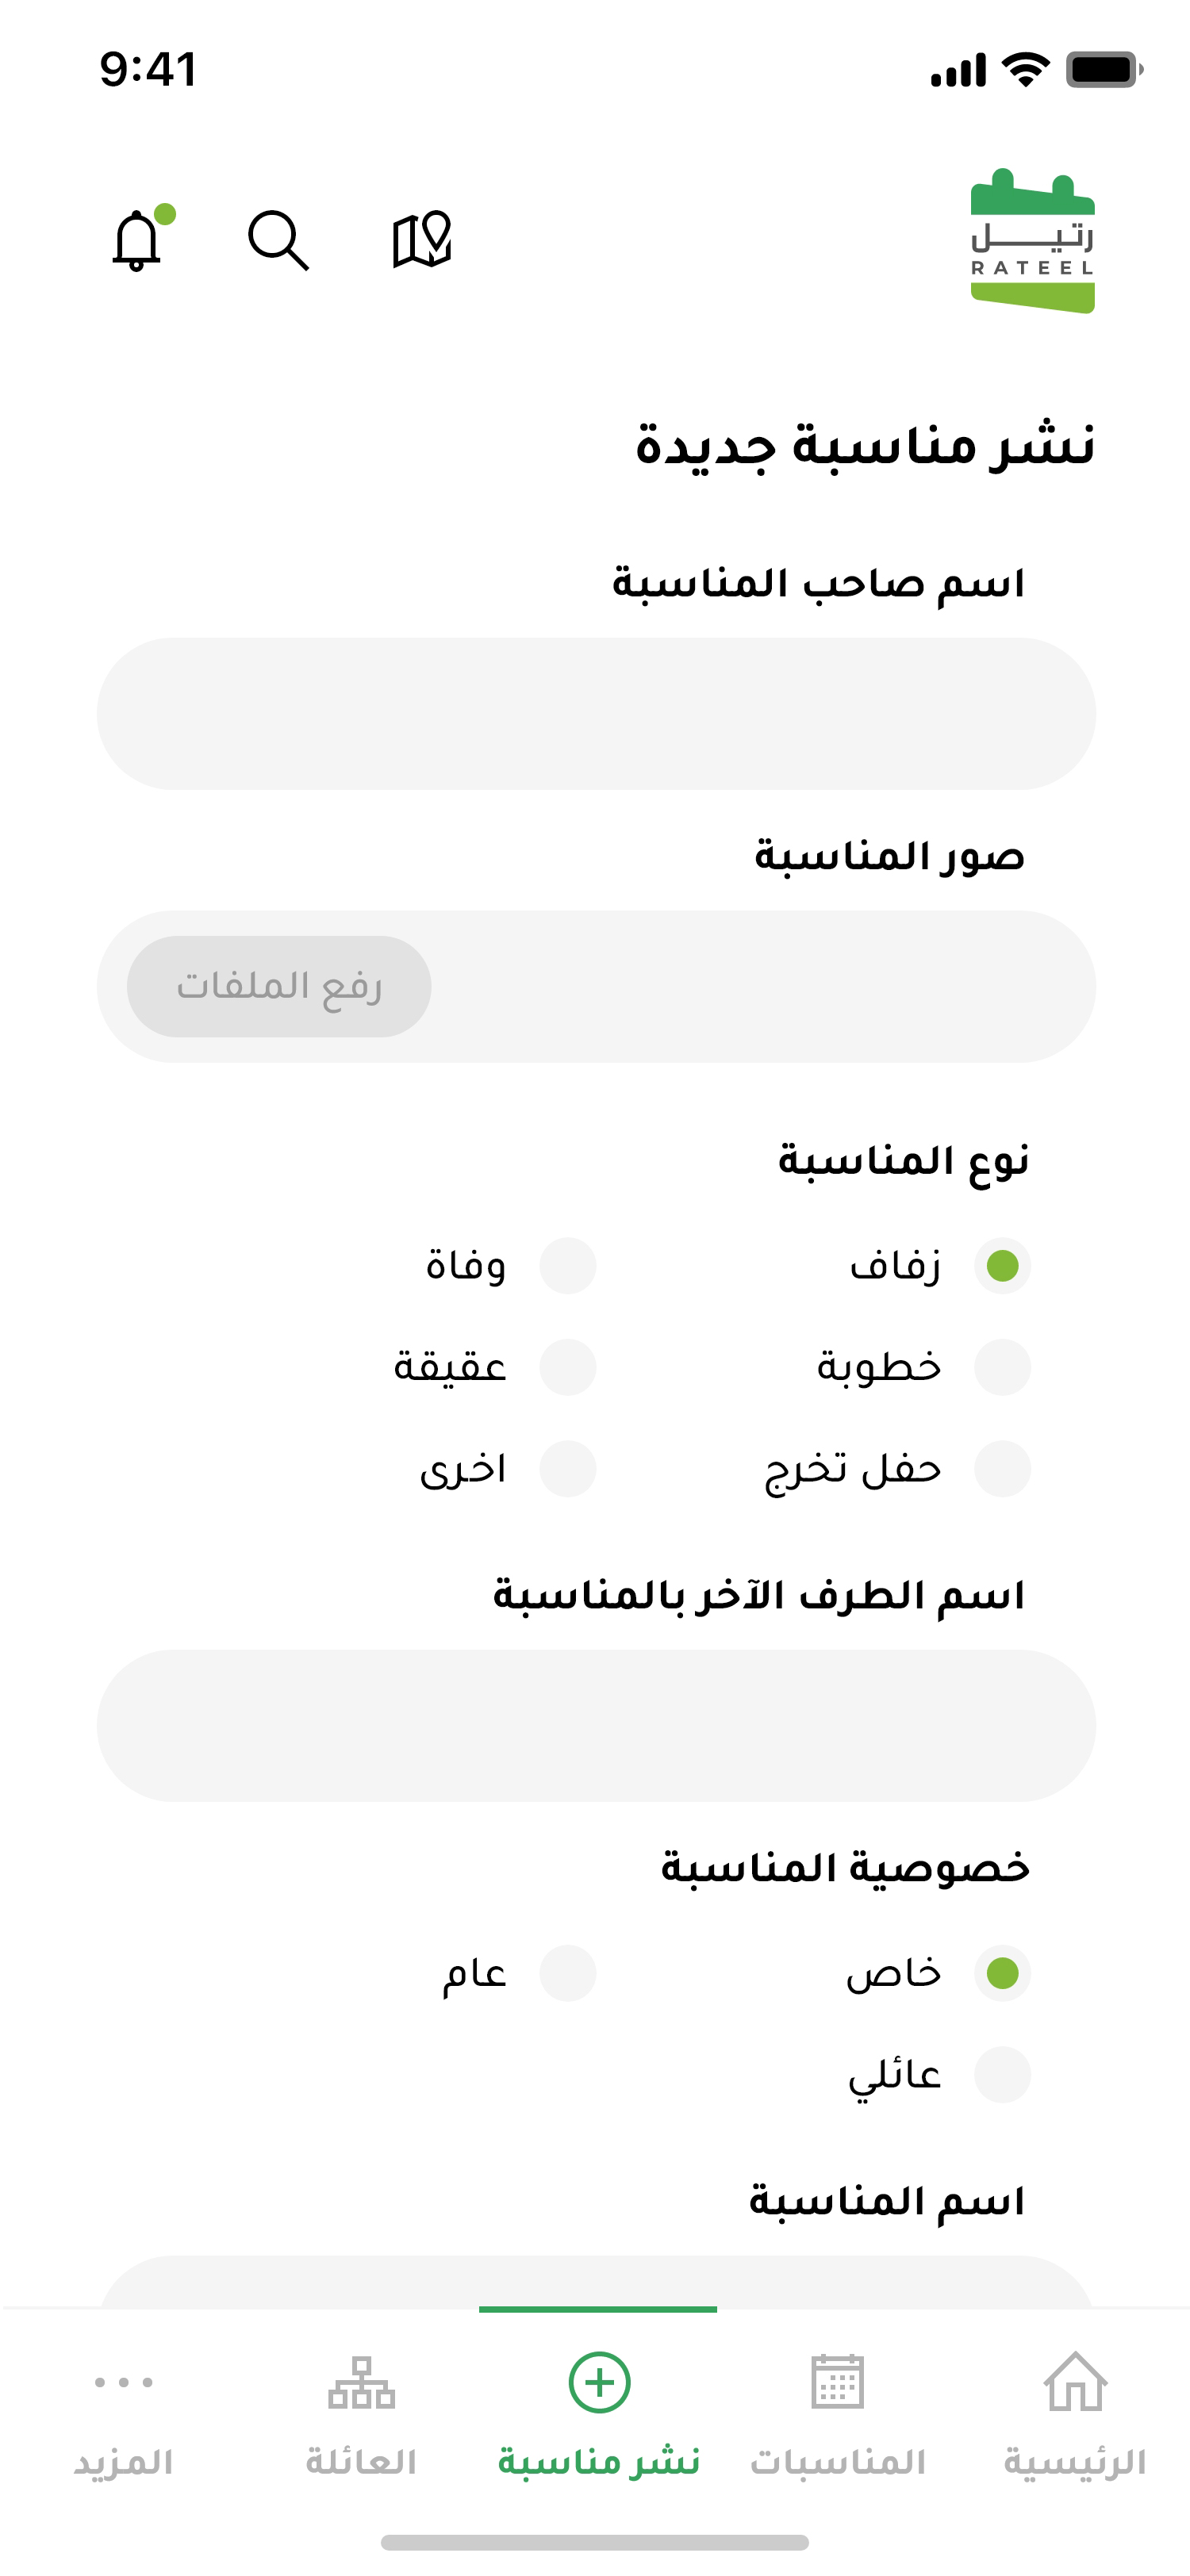 9:41
رتيل
RATEEL
نشر مناسبة جديدة
اسم صاحب المناسبة
صور المناسبة
رفع الملفات
نوع المناسبة
زفاف
وفاة
خطوبة
عقيقة
حفل تخرج
اخرى
اسم الطرف الآخر بالمناسبة
خصوصية المناسبة
خاص
عام
عائلي
اسم المناسبة
الرئيسية
المناسبات
نشر مناسبة
العائلة
المزيد